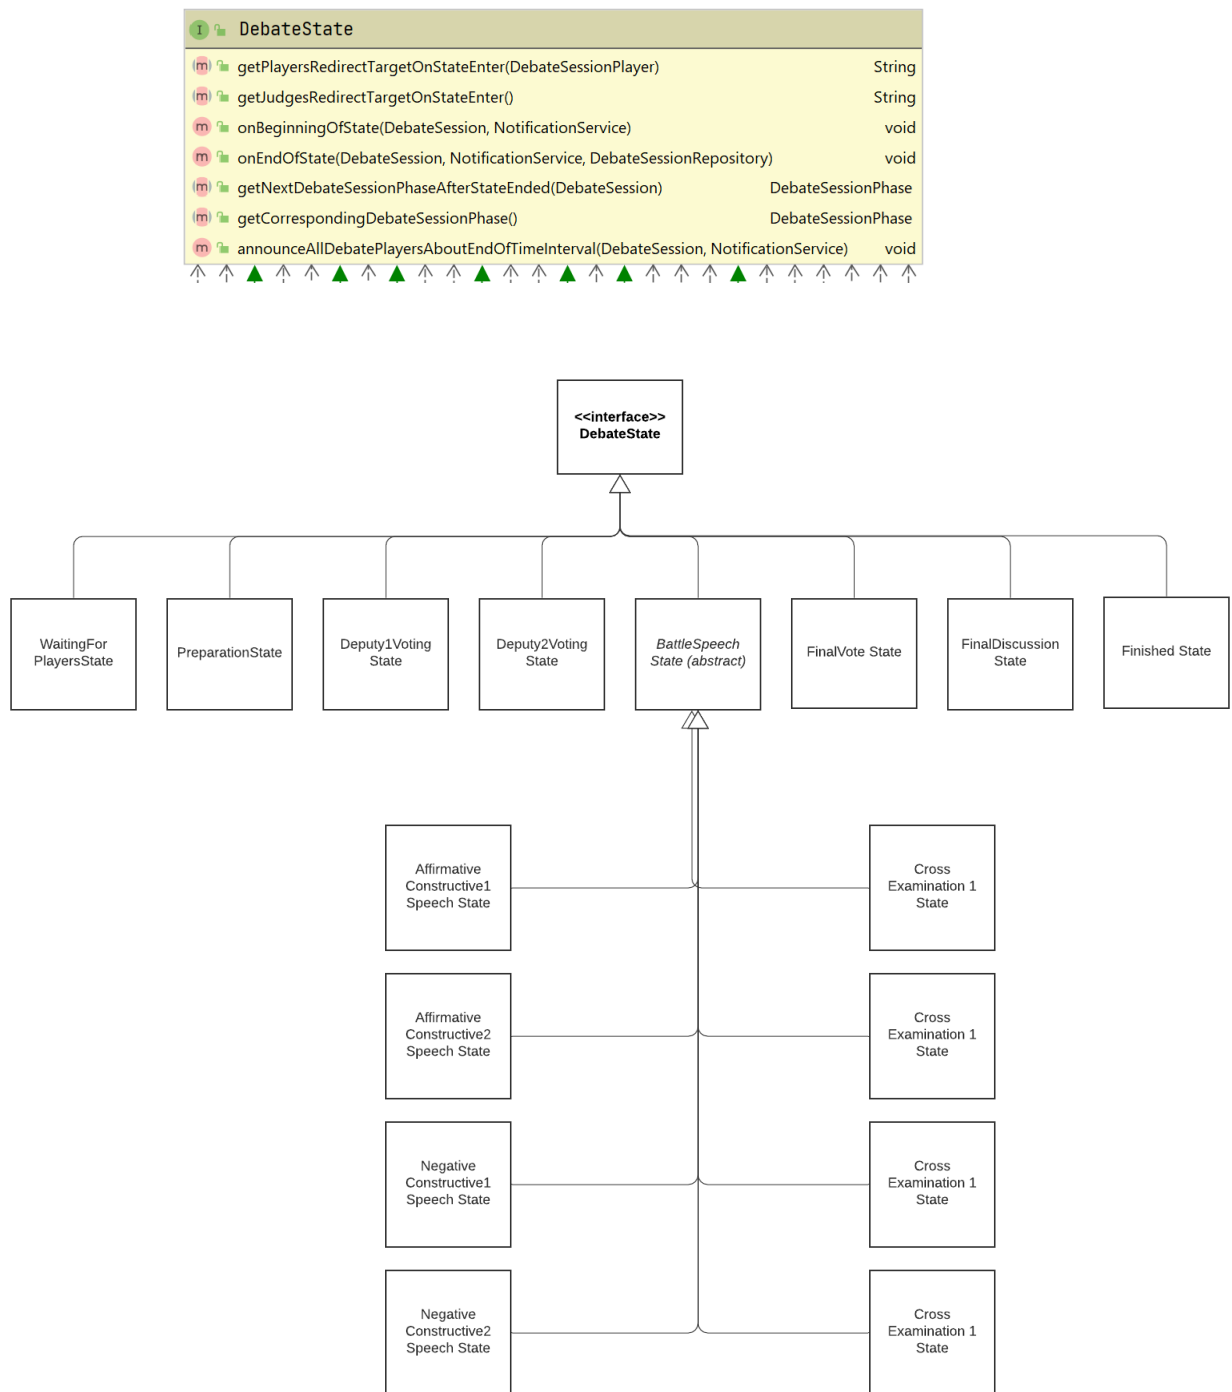 I DebateState
m getPlayersRedirectTargetOnStateEnter(DebateSessionPlayer) String
m getJudgesRedirectTargetOnStateEnter() String
m onBeginningOfState(DebateSession, NotificationService) void
m onEndOfState(DebateSession, NotificationService, DebateSessionRepository) void
m getNextDebateSessionPhaseAfterStateEnded(DebateSession) DebateSessionPhase
m getCorrespondingDebateSessionPhase() DebateSessionPhase
m announceAllDebatePlayersAboutEndOfTimeInterval(DebateSession, NotificationService) void
<<interface>>
DebateState
WaitingFor
PlayersState
PreparationState
Deputy1Voting
State
Deputy2Voting
State
BattleSpeech
State (abstract)
FinalVote State
FinalDiscussion
State
Finished State
Affirmative
Constructive1
Speech State
Cross
Examination 1
State
Affirmative
Constructive2
Speech State
Cross
Examination 1
State
Negative
Constructive1
Speech State
Cross
Examination 1
State
Negative
Constructive2
Speech State
Cross
Examination 1
State